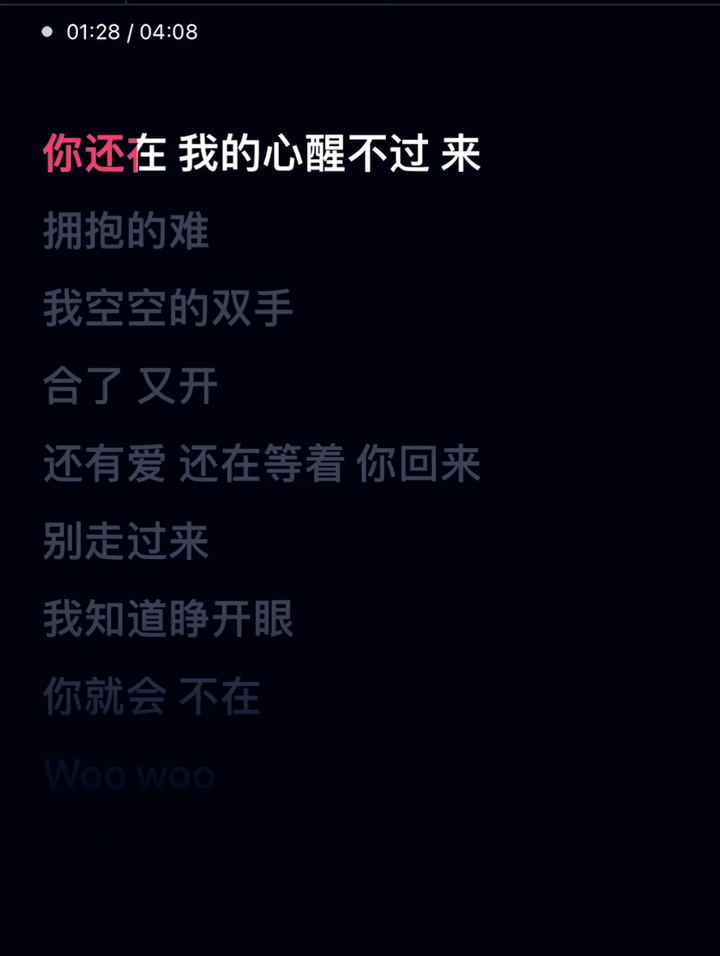 01:28 / 04:08
你还在 我的心醒不过 来
拥抱的难
我空空的双手
合了 又开
还有爱 还在等着 你回来
别走过来
我知道睁开眼
你就会 不在
Woo woo